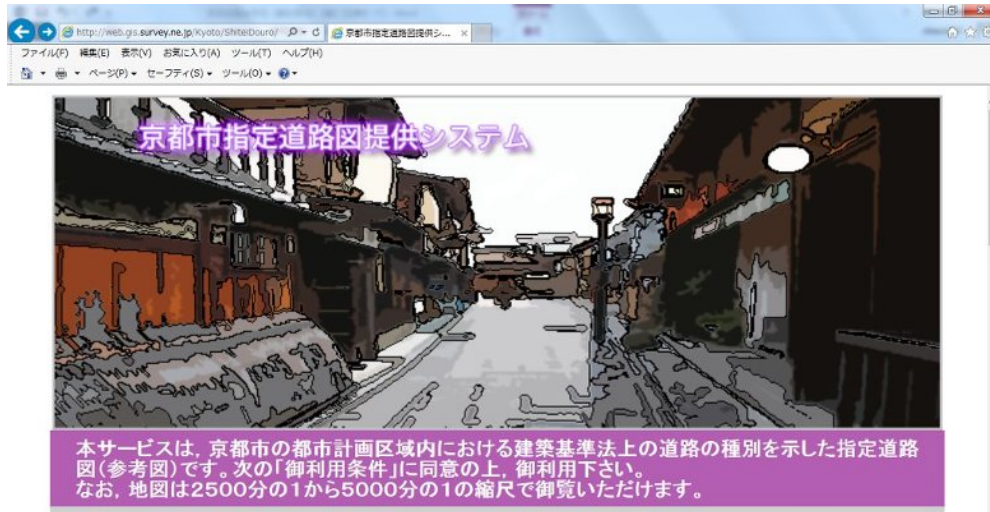 http://web.gis.survey.ne.jp/Kyoto/ShiteiDouro/
京都市指定道路図提供シ...
ファイル(F) 編集(E) 表示(V) お気に入り(A) ツール(T) ヘルプ(H)
ページ(P) セーフティ(S) ツール(O)
京都市指定道路図提供システム
本サービスは，京都市の都市計画区域内における建築基準法上の道路の種別を示した指定道路
図(参考図)です。次の「御利用条件」に同意の上，御利用下さい。
なお，地図は2500分の1から5000分の1の縮尺で御覧いただけます。